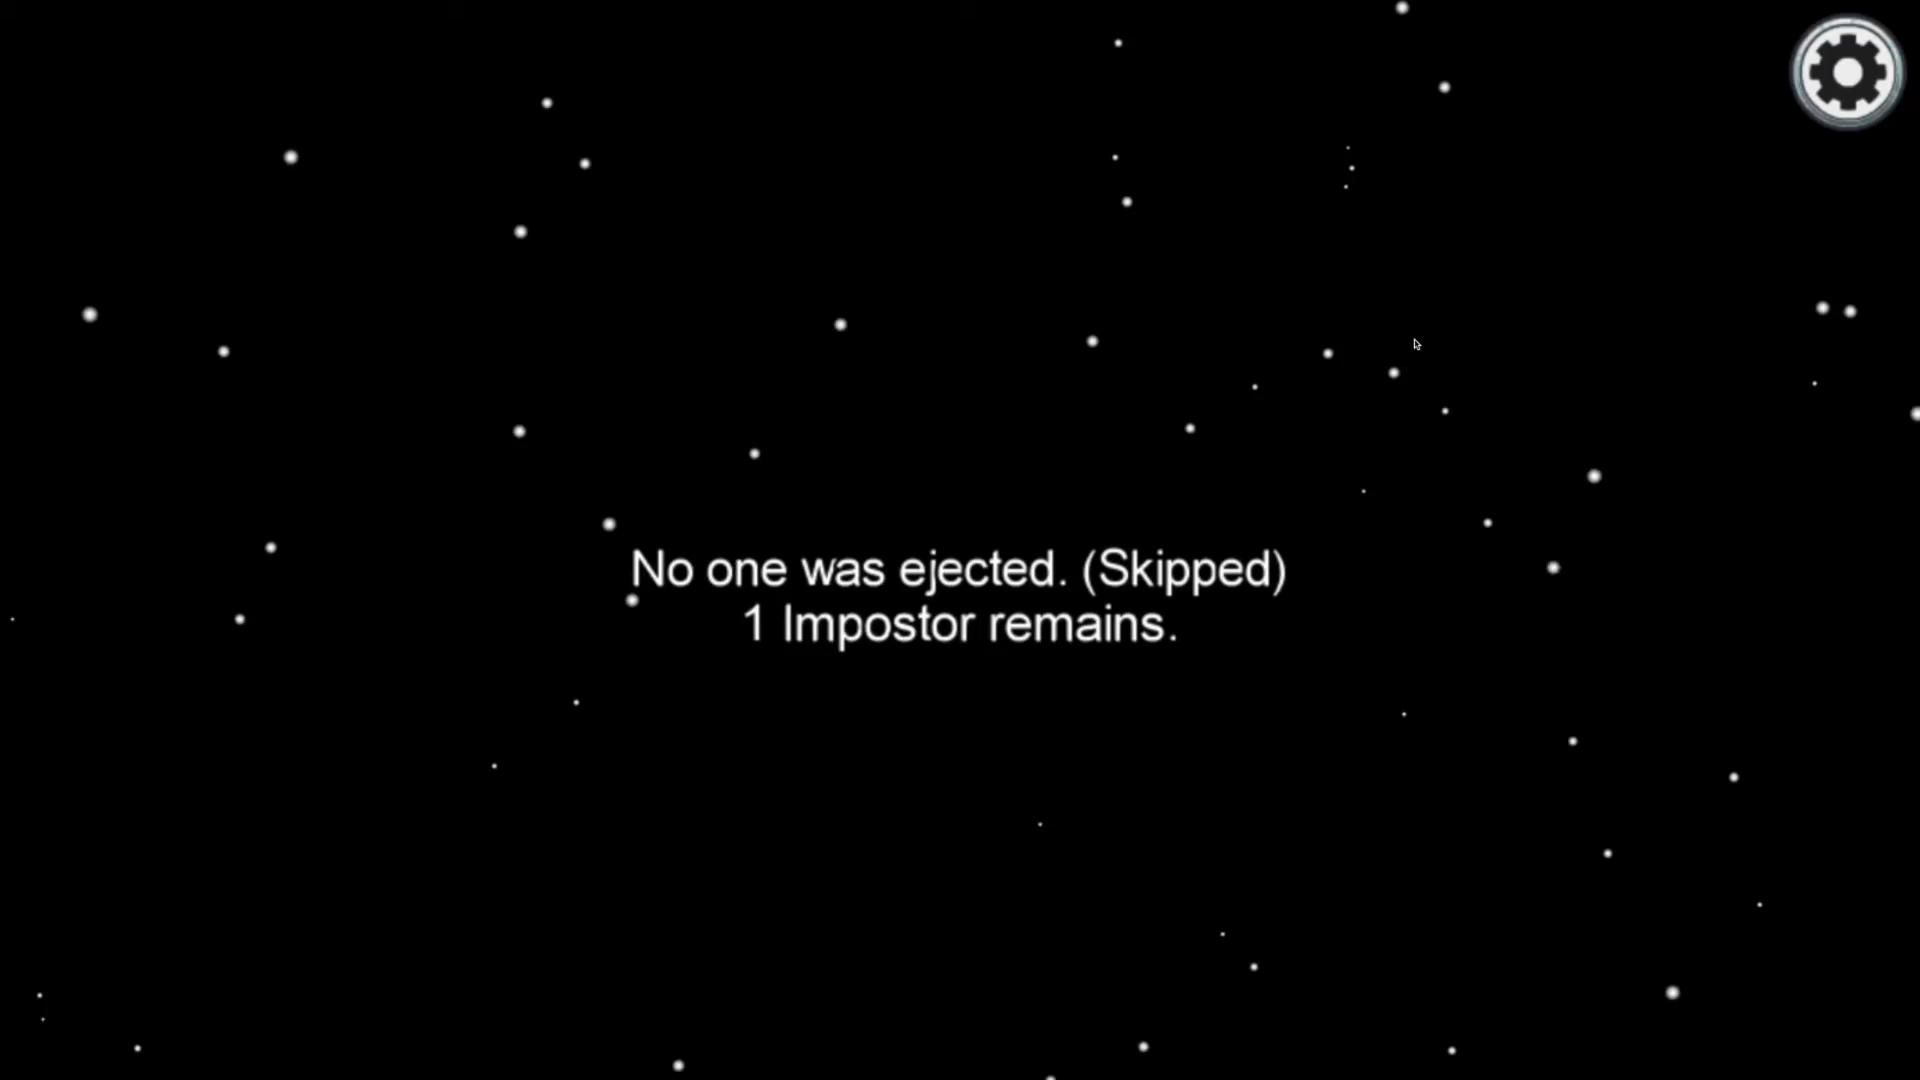 No one was ejected. (Skipped)
1 Impostor remains.